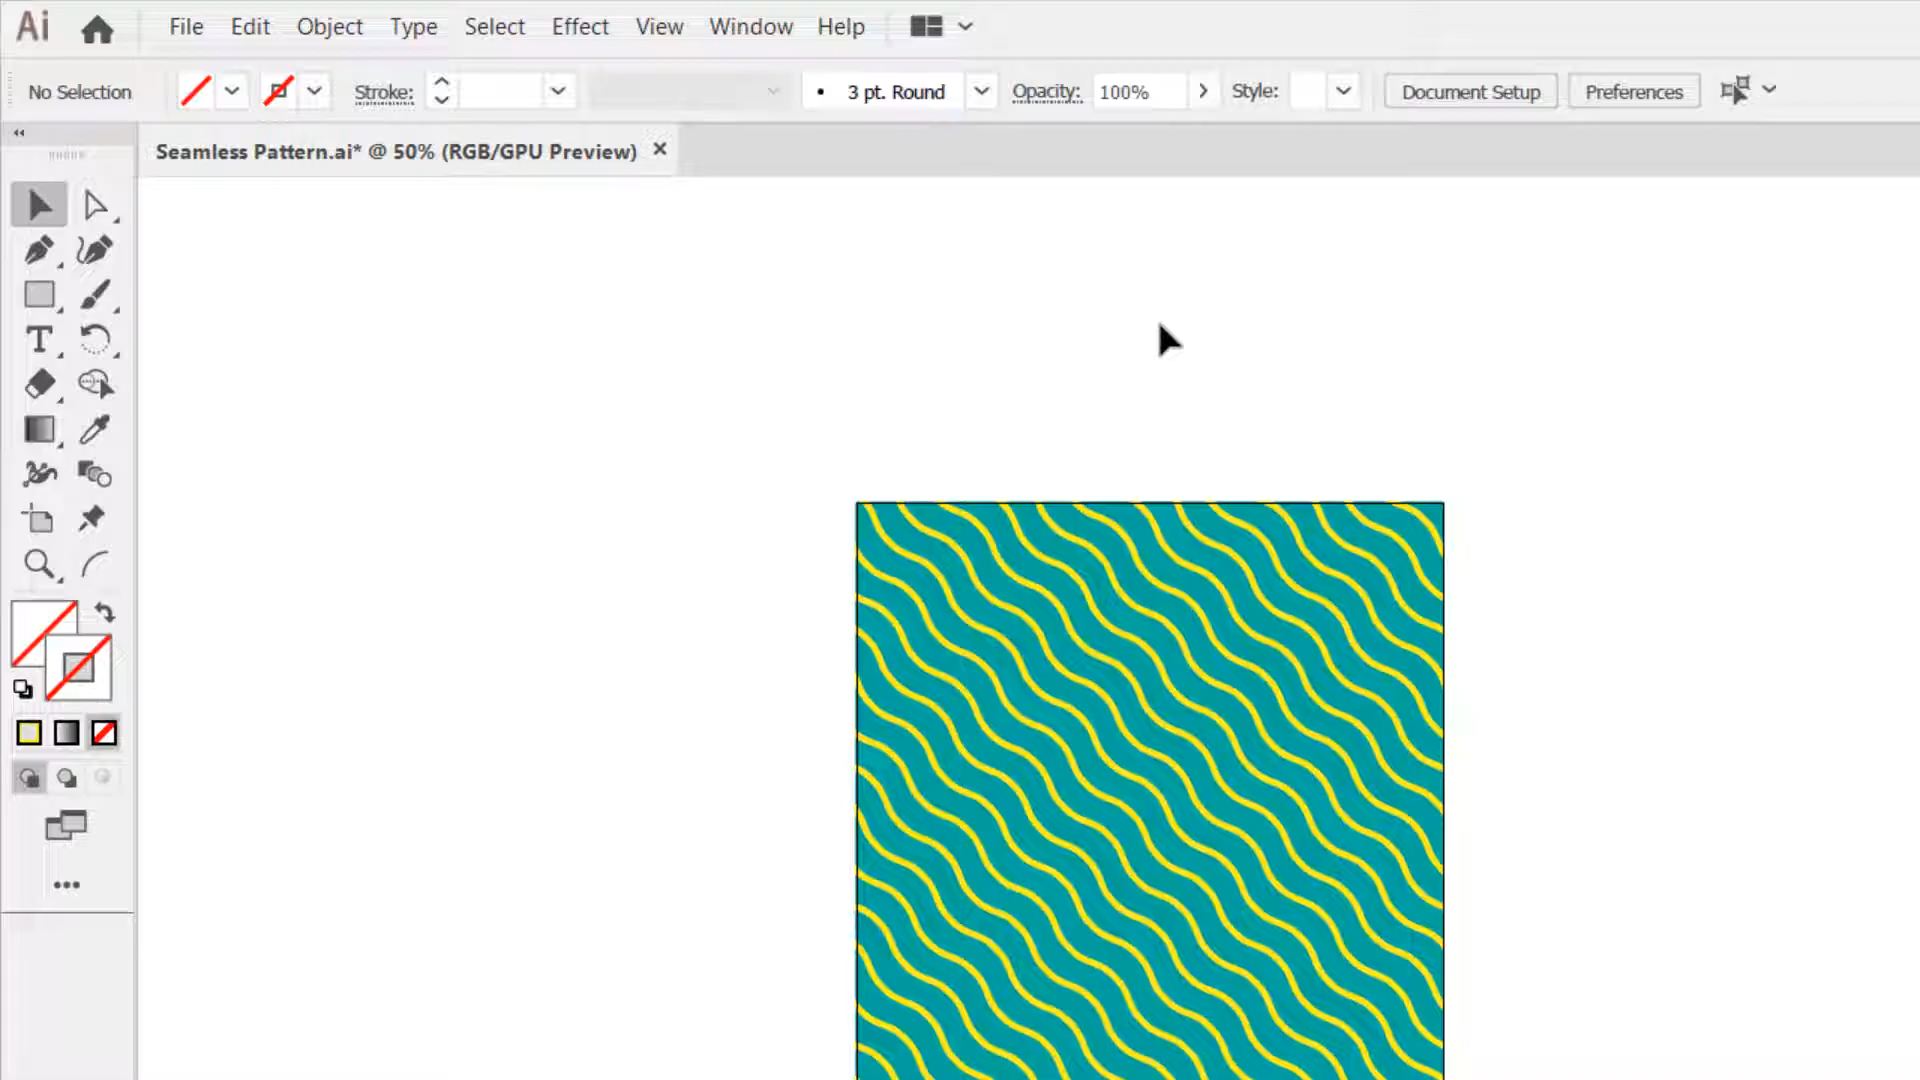 Ai File Edit Object Type Select Effect View Window Help
No Selection Stroke: 3 pt. Round Opacity: 100% Style: Document Setup Preferences
Seamless Pattern.ai* @ 50% (RGB/GPU Preview)